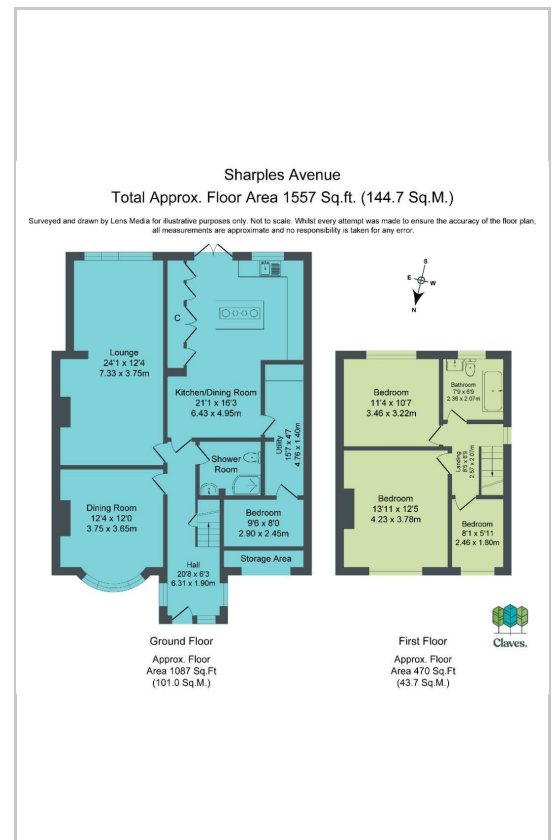 Sharples Avenue
Total Approx. Floor Area 1557 Sq.ft. (144.7 Sq.M.)
Surveyed and drawn by Lens Media for illustrative purposes only. Not to scale. Whilst every attempt was made to ensure the accuracy of the floor plan,
all measurements are approximate and no responsibility is taken for any error.
S
E
W
N
C
Lounge
24'1 x 12'4
7.33 x 3.75m
Kitchen/Dining Room
21'1 x 16'3
6.43 x 4.95m
Utility
15'7 x 4'7
4.76 x 1.40m
Shower
Room
Dining Room
12'4 x 12'0
3.75 x 3.65m
Bedroom
9'6 x 8'0
2.90 x 2.45m
Storage Area
Hall
20'8 x 6'3
6.31 x 1.90m
Bedroom
11'4 x 10'7
3.46 x 3.22m
Bathroom
7'9 x 6'9
2.36 x 2.07m
Landing
8'5 x 6'9
2.57 x 2.07m
Bedroom
13'11 x 12'5
4.23 x 3.78m
Bedroom
8'1 x 5'11
2.46 x 1.80m
Ground Floor
Approx. Floor
Area 1087 Sq.Ft
(101.0 Sq.M.)
First Floor
Approx. Floor
Area 470 Sq.Ft
(43.7 Sq.M.)
Claves.